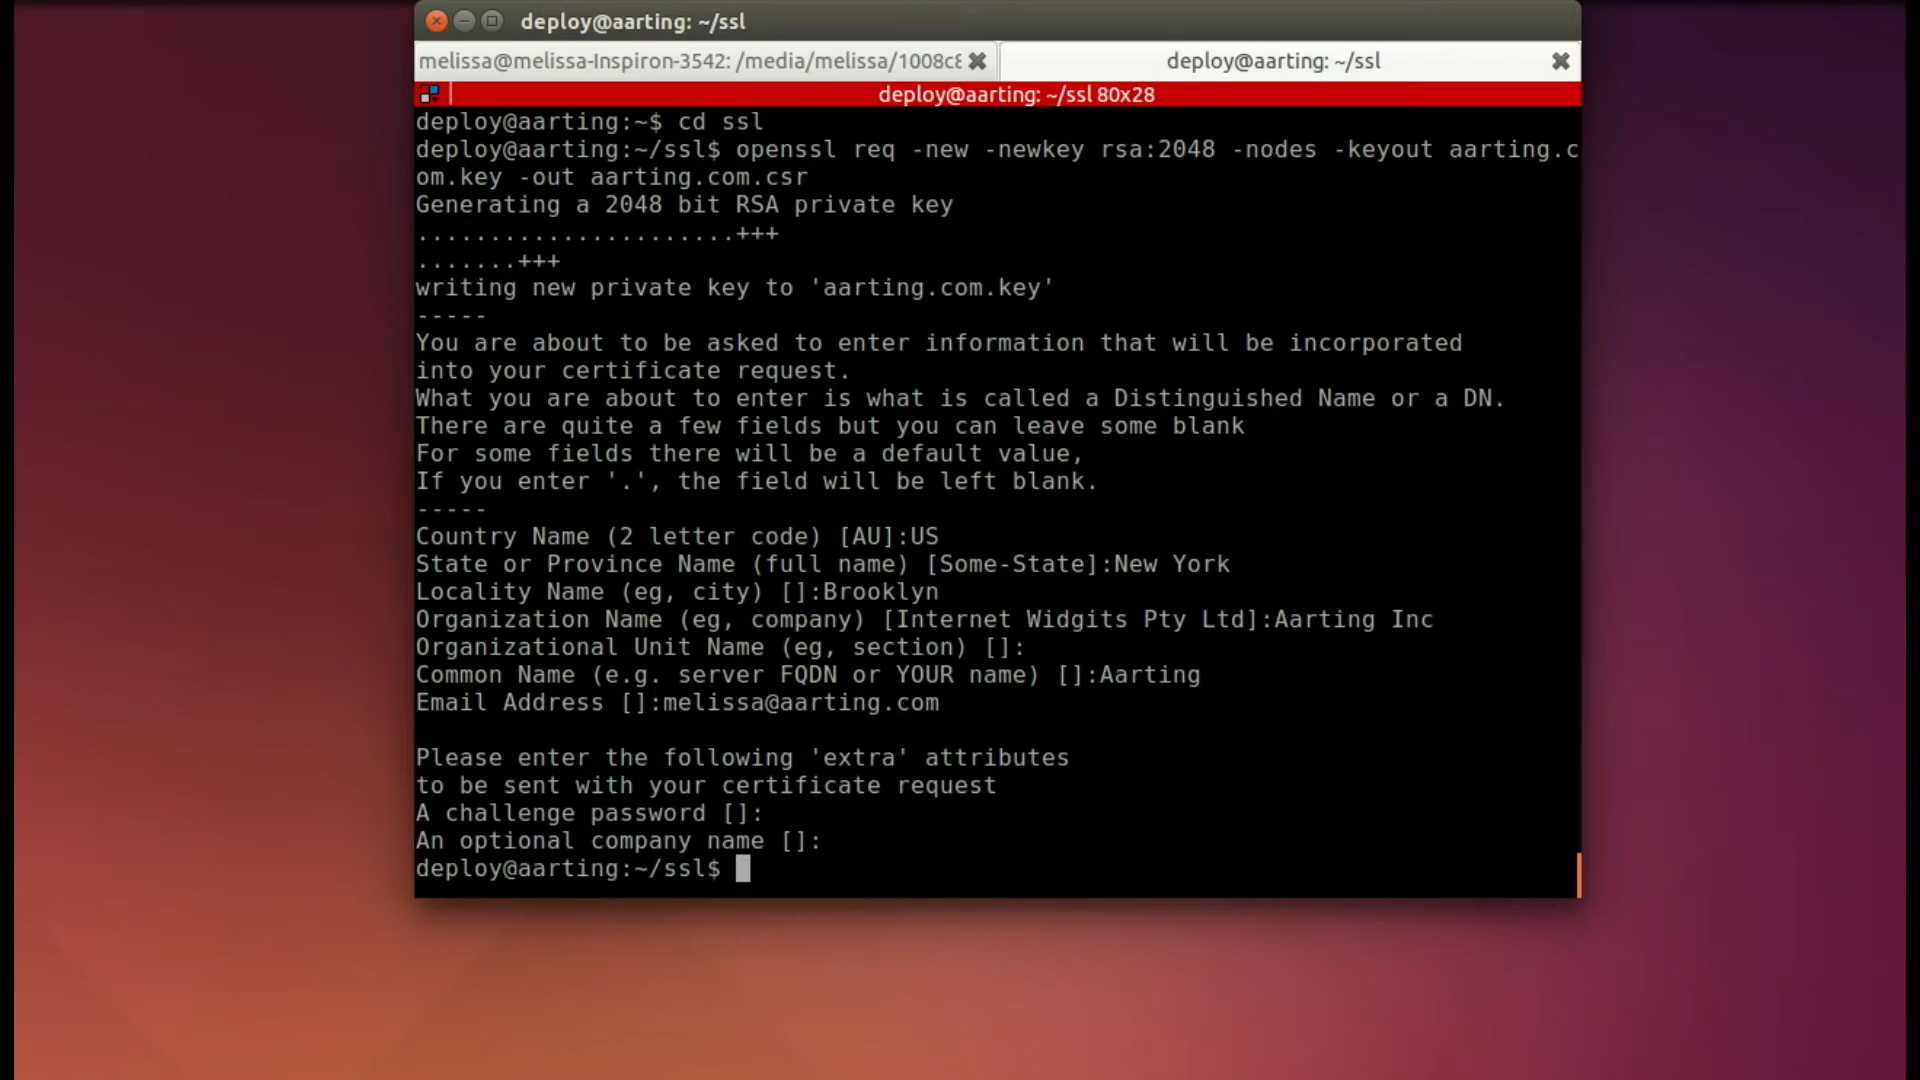 deploy@aarting: ~/ssl
melissa@melissa-Inspiron-3542: /media/melissa/1008c8
deploy@aarting: ~/ssl
deploy@aarting: ~/ssl 80x28
deploy@aarting:~$ cd ssl
deploy@aarting:~/ssl$ openssl req -new -newkey rsa:2048 -nodes -keyout aarting.c
om.key -out aarting.com.csr
Generating a 2048 bit RSA private key
......................+++
.......+++
writing new private key to 'aarting.com.key'
-----
You are about to be asked to enter information that will be incorporated
into your certificate request.
What you are about to enter is what is called a Distinguished Name or a DN.
There are quite a few fields but you can leave some blank
For some fields there will be a default value,
If you enter '.', the field will be left blank.
-----
Country Name (2 letter code) [AU]:US
State or Province Name (full name) [Some-State]:New York
Locality Name (eg, city) []:Brooklyn
Organization Name (eg, company) [Internet Widgits Pty Ltd]:Aarting Inc
Organizational Unit Name (eg, section) []:
Common Name (e.g. server FQDN or YOUR name) []:Aarting
Email Address []:melissa@aarting.com
Please enter the following 'extra' attributes
to be sent with your certificate request
A challenge password []:
An optional company name []:
deploy@aarting:~/ssl$